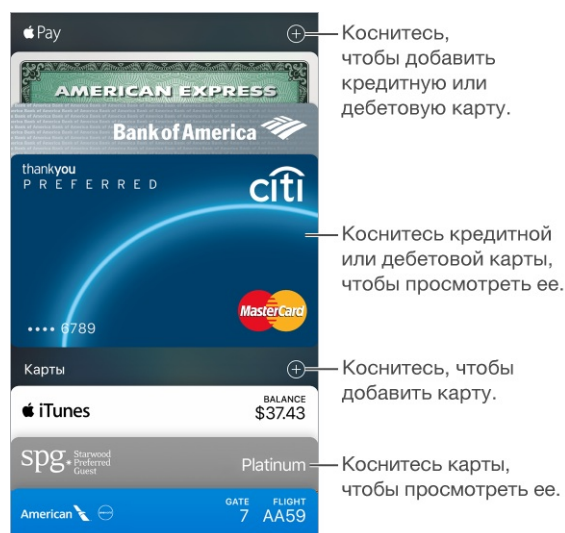 Pay
Коснитесь,
чтобы добавить
кредитную или
дебетовую карту.
AMERICAN EXPRESS
Bank of America
thankyou
PREFERRED
citi
Коснитесь кредитной
или дебетовой карты,
чтобы просмотреть ее.
MasterCard
•••• 6789
Карты
Коснитесь, чтобы
добавить карту.
iTunes
BALANCE
$37.43
spg. Starwood
Preferred
Guest
Platinum
Коснитесь карты,
чтобы просмотреть ее.
American
GATE FLIGHT
7 AA59